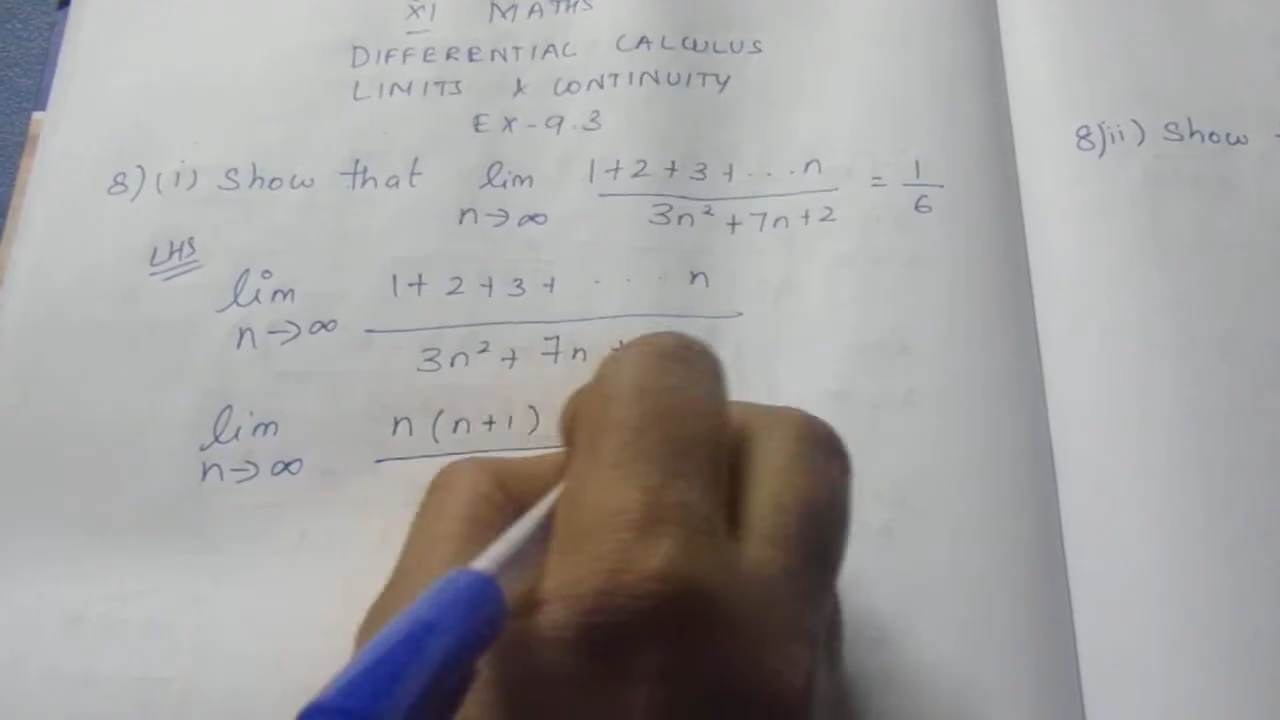 XI MATHS
DIFFERENTIAL CALCULUS
LIMITS & CONTINUITY
EX-9.3
8)(i) Show that lim n→∞ 1+2+3+...n / 3n²+7n+2 = 1/6
LHS
lim n→∞ 1+2+3+... n / 3n²+7n
lim n→∞ n(n+1)
8)ii) Show